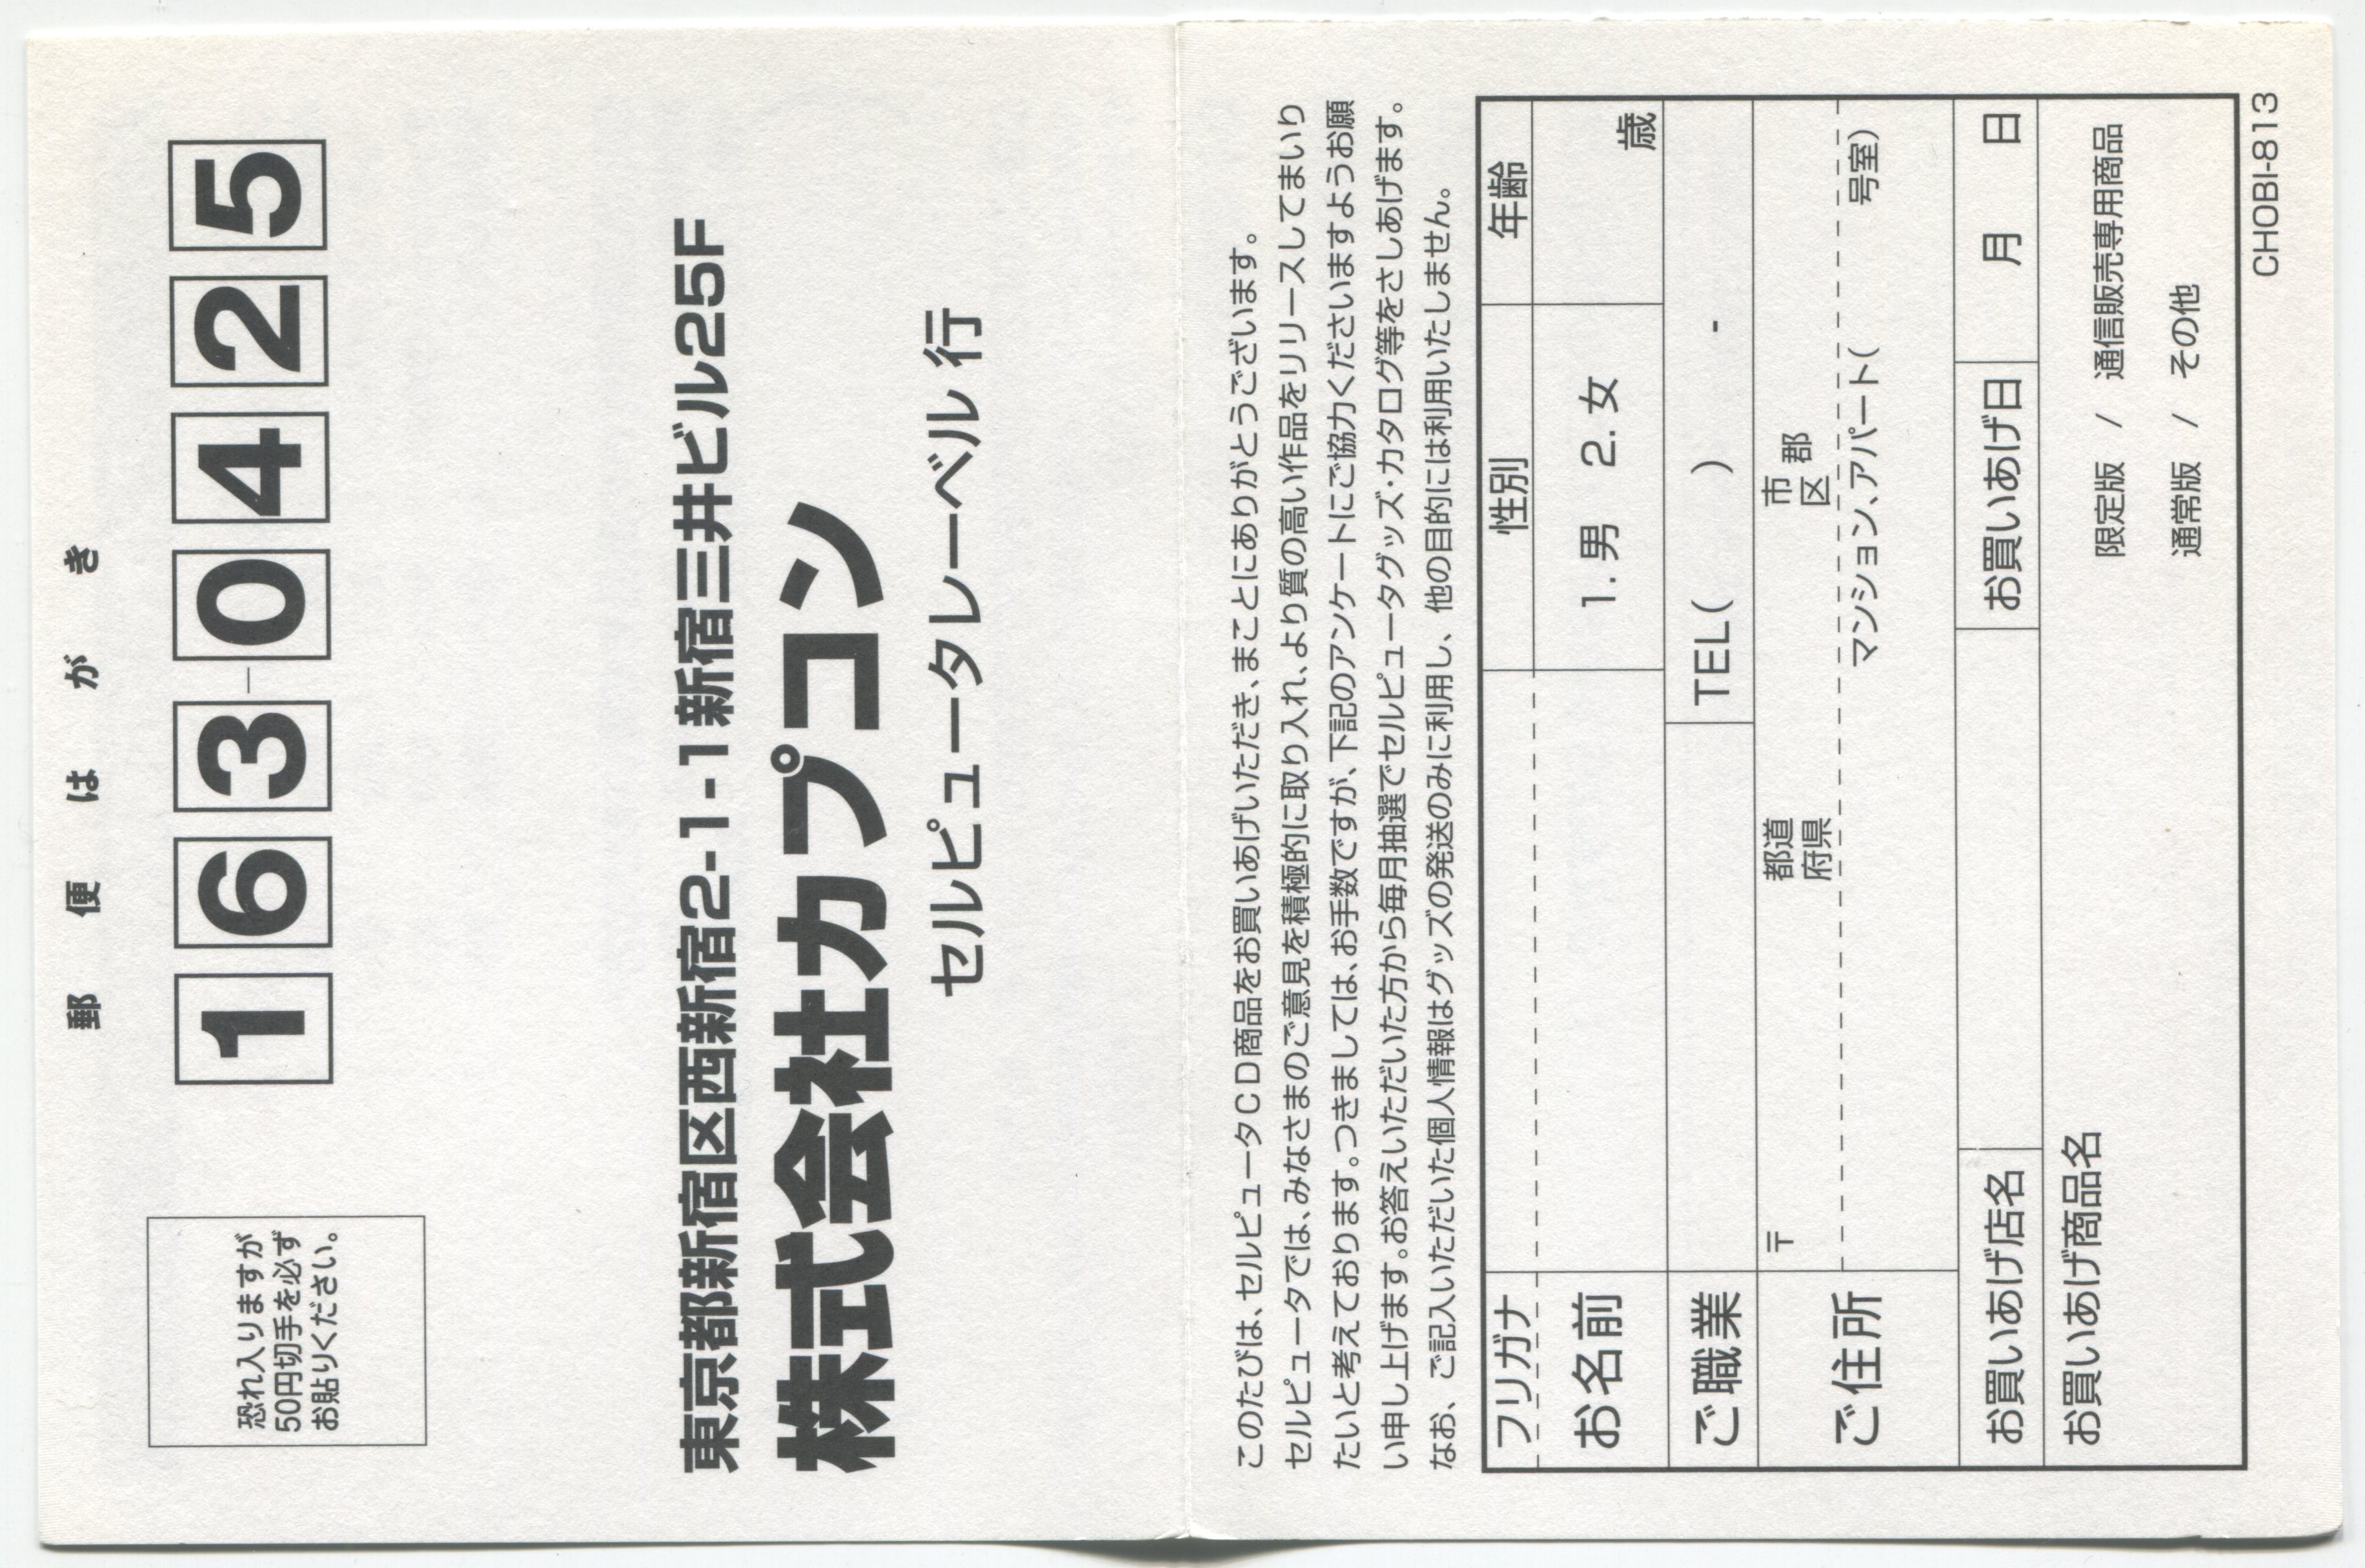 郵便はがき
163-0425
恐れ入りますが
50円切手を必ず
お貼りください。
東京都新宿区西新宿2-1-1新宿三井ビル25F
株式会社カプコン
セルピュータレーベル 行
このたびは、セルピュータCD商品をお買いあげいただき、まことにありがとうございます。
セルピュータでは、みなさまのご意見を積極的に取り入れ、より質の高い作品をリリースしてまいり
たいと考えております。つきましては、お手数ですが、下記のアンケートにご協力くださいますようお願
い申し上げます。お答えいただいた方から毎月抽選でセルピュータグッズ・カタログ等をさしあげます。
なお、ご記入いただいた個人情報はグッズの発送のみに利用し、他の目的には利用いたしません。
フリガナ 性別 年齢
お名前 1.男 2.女 歳
ご職業 TEL( ) -
ご住所 〒 都道 市 郡
府県 区
マンション、アパート( 号室)
お買いあげ店名 お買いあげ日 月 日
お買いあげ商品名
限定版 / 通信販売専用商品
通常版 / その他
CHOBI-813